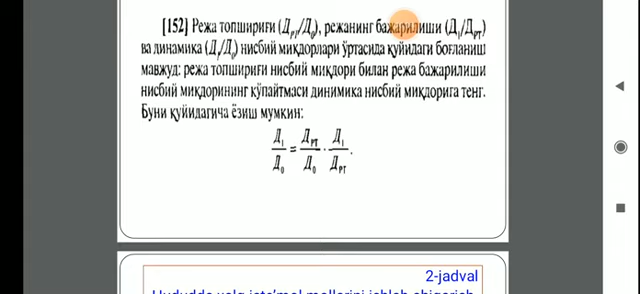 [152] Режа топшириғи (Д_РТ/Д_0), режанинг бажарилиши (Д_1/Д_РТ)
ва динамика (Д_1/Д_0) нисбий миқдорлари ўртасида қуйидаги боғланиш
мавжуд: режа топшириғи нисбий миқдори билан режа бажарилиши
нисбий миқдорининг кўпайтмаси динимика нисбий миқдорига тенг.
Буни қуйидагича ёзиш мумкин:
Д_1/Д_0 = Д_РТ/Д_0 · Д_1/Д_РТ.
2-jadval